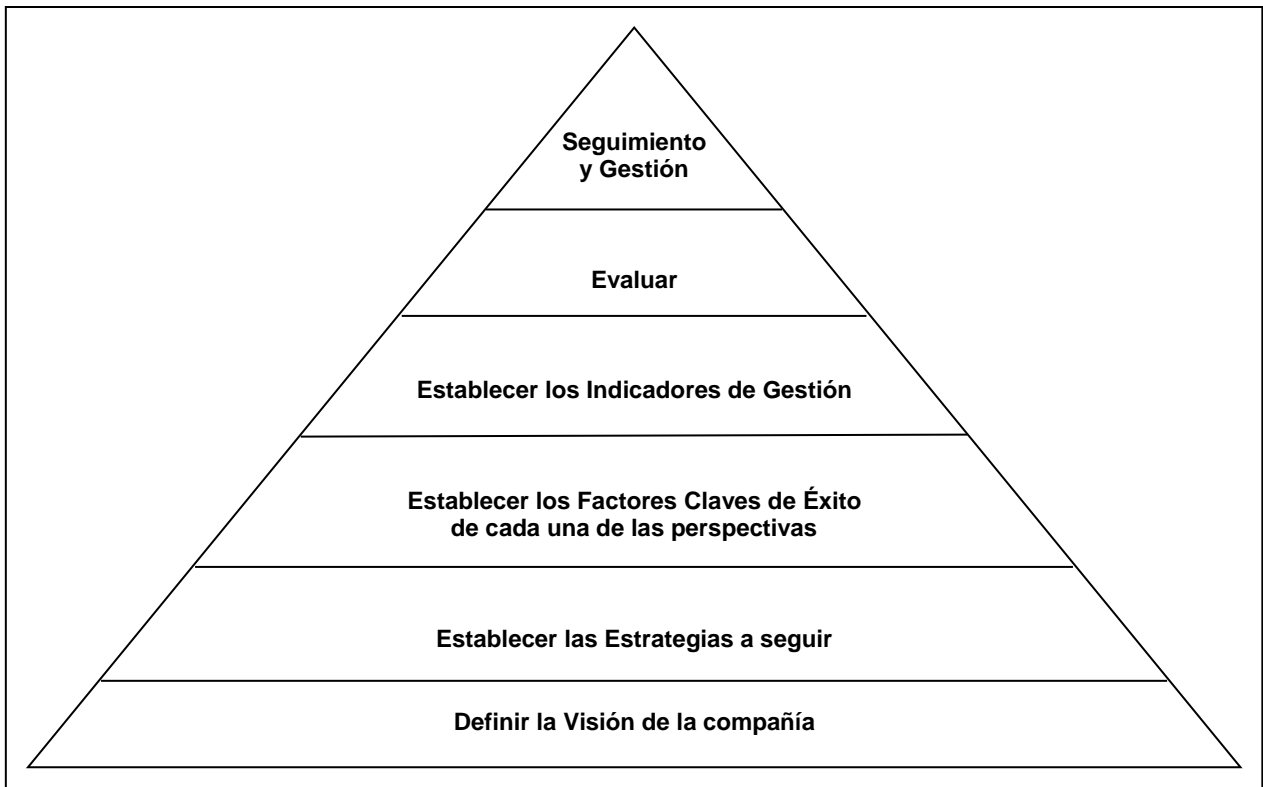 Seguimiento
y Gestión
Evaluar
Establecer los Indicadores de Gestión
Establecer los Factores Claves de Éxito
de cada una de las perspectivas
Establecer las Estrategias a seguir
Definir la Visión de la compañía